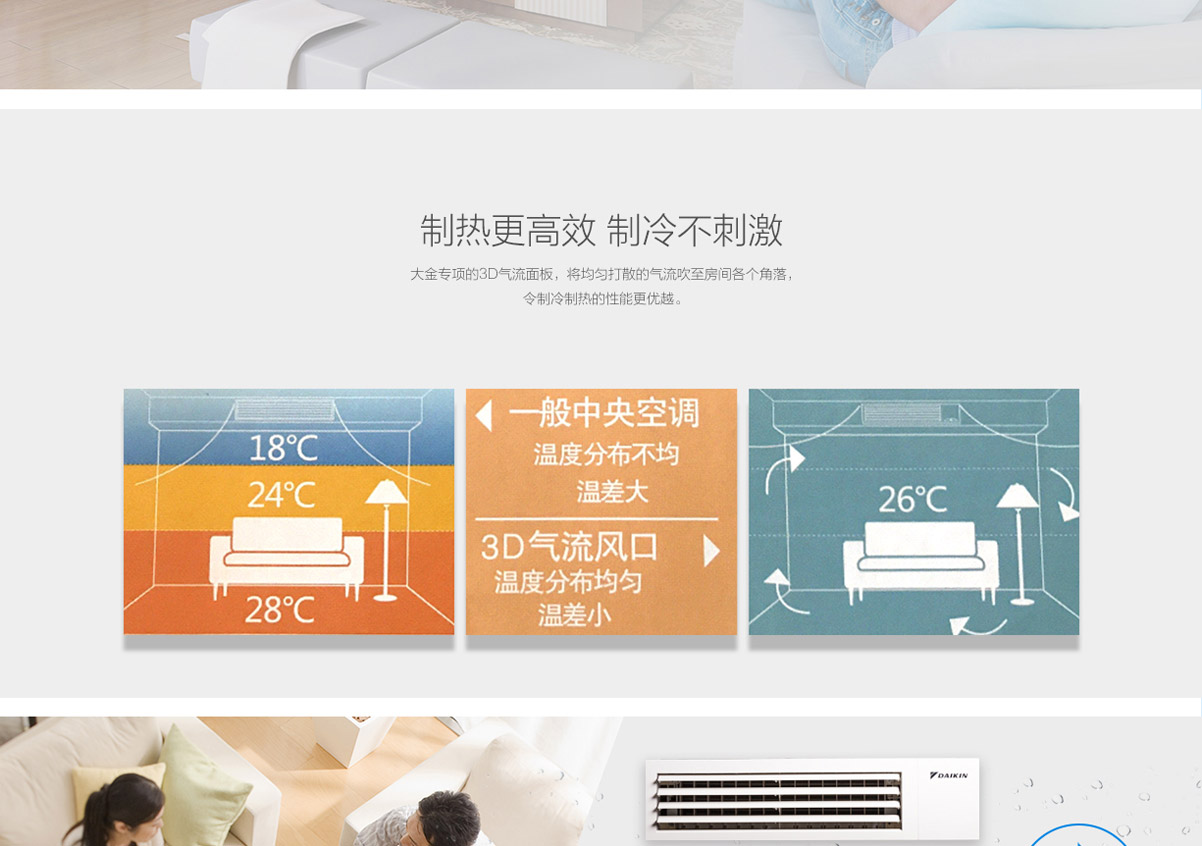 制热更高效 制冷不刺激
大金专项的3D气流面板，将均匀打散的气流吹至房间各个角落，
令制冷制热的性能更优越。
18℃
24℃
28℃
一般中央空调
温度分布不均
温差大
3D气流风口
温度分布均匀
温差小
26℃
DAIKIN